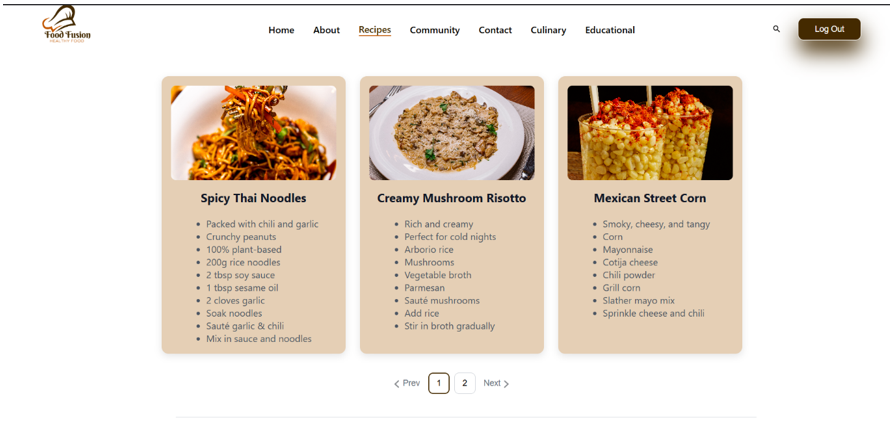 Food Fusion
HEALTHY FOOD
Home About Recipes Community Contact Culinary Educational
Log Out
Spicy Thai Noodles
Packed with chili and garlic
Crunchy peanuts
100% plant-based
200g rice noodles
2 tbsp soy sauce
1 tbsp sesame oil
2 cloves garlic
Soak noodles
Sauté garlic & chili
Mix in sauce and noodles
Creamy Mushroom Risotto
Rich and creamy
Perfect for cold nights
Arborio rice
Mushrooms
Vegetable broth
Parmesan
Sauté mushrooms
Add rice
Stir in broth gradually
Mexican Street Corn
Smoky, cheesy, and tangy
Corn
Mayonnaise
Cotija cheese
Chili powder
Grill corn
Slather mayo mix
Sprinkle cheese and chili
Prev 1 2 Next